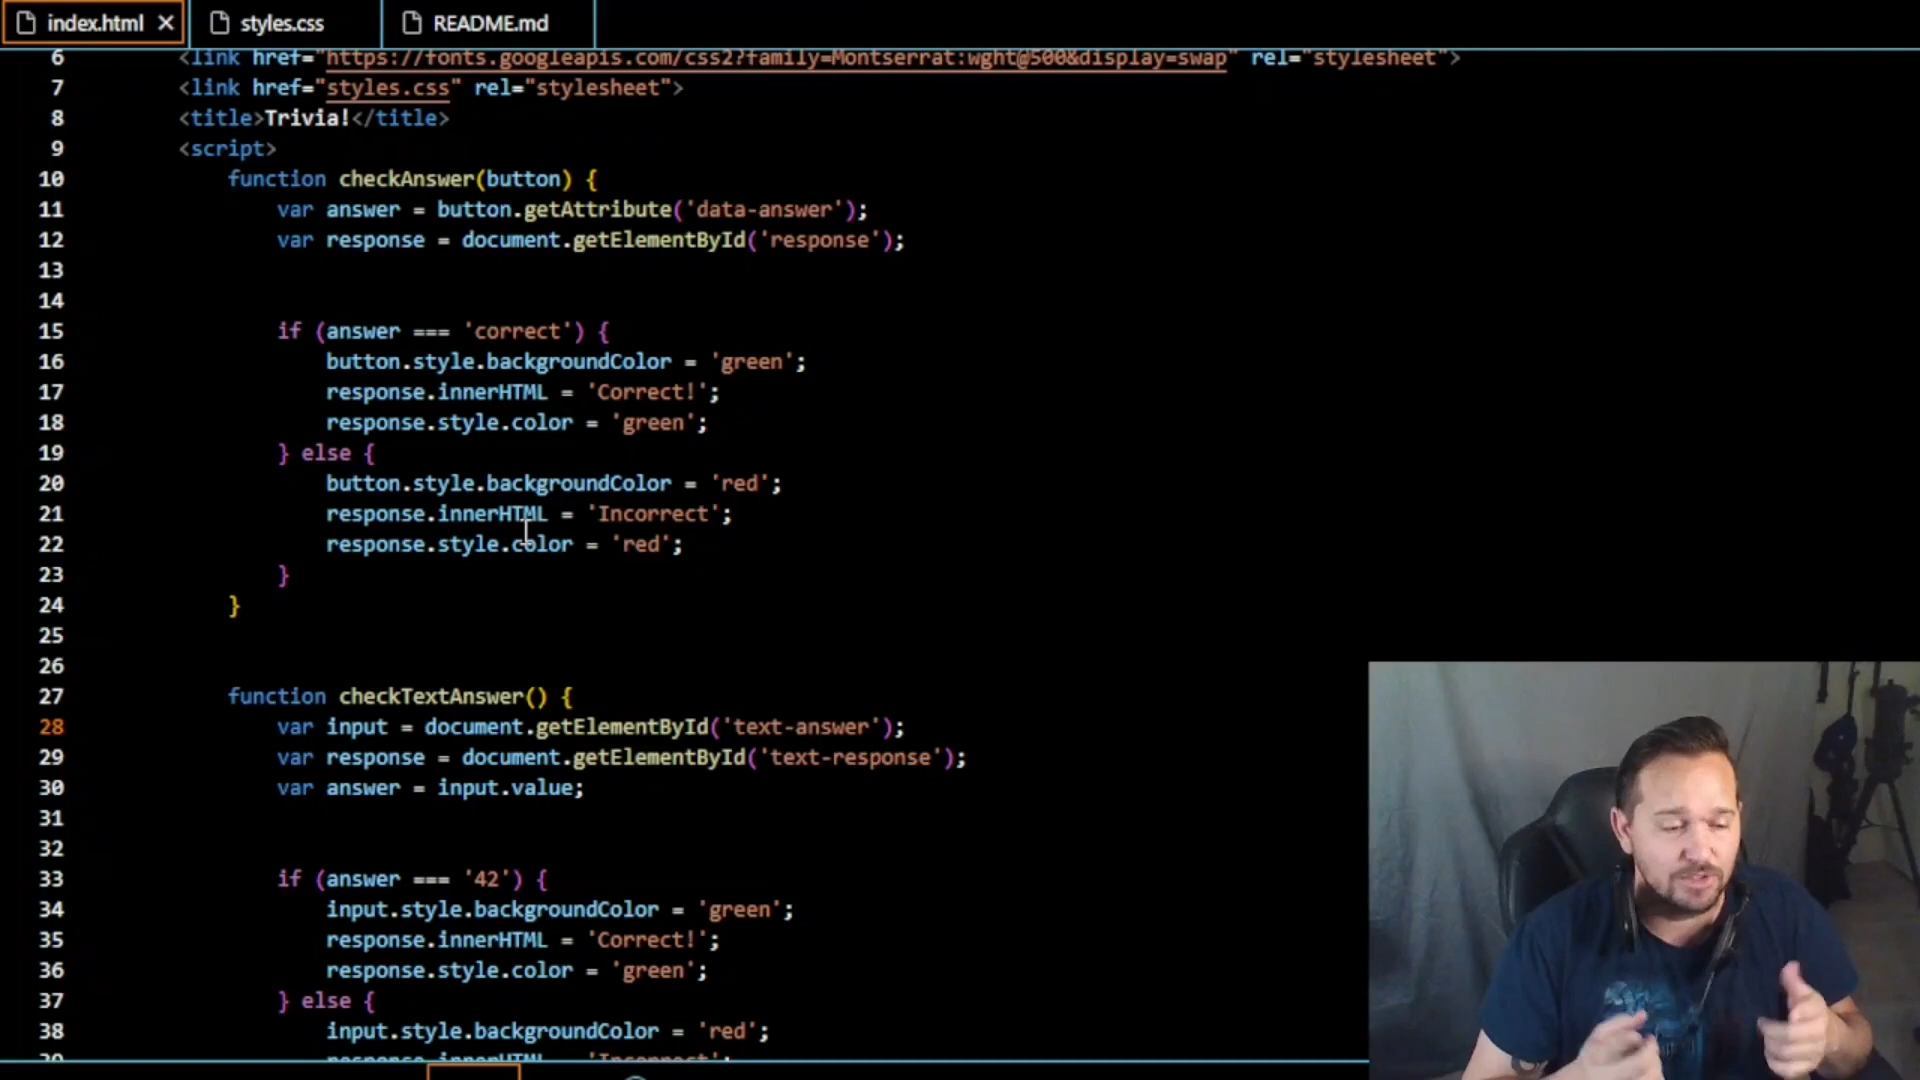 index.html
styles.css
README.md
6 <link href="https://fonts.googleapis.com/css2?family=Montserrat:wght@500&display=swap" rel="stylesheet">
7 <link href="styles.css" rel="stylesheet">
8 <title>Trivia!</title>
9 <script>
10 function checkAnswer(button) {
11 var answer = button.getAttribute('data-answer');
12 var response = document.getElementById('response');
13
14
15 if (answer === 'correct') {
16 button.style.backgroundColor = 'green';
17 response.innerHTML = 'Correct!';
18 response.style.color = 'green';
19 } else {
20 button.style.backgroundColor = 'red';
21 response.innerHTML = 'Incorrect';
22 response.style.color = 'red';
23 }
24 }
25
26
27 function checkTextAnswer() {
28 var input = document.getElementById('text-answer');
29 var response = document.getElementById('text-response');
30 var answer = input.value;
31
32
33 if (answer === '42') {
34 input.style.backgroundColor = 'green';
35 response.innerHTML = 'Correct!';
36 response.style.color = 'green';
37 } else {
38 input.style.backgroundColor = 'red';
39 response.innerHTML = 'Incorrect';